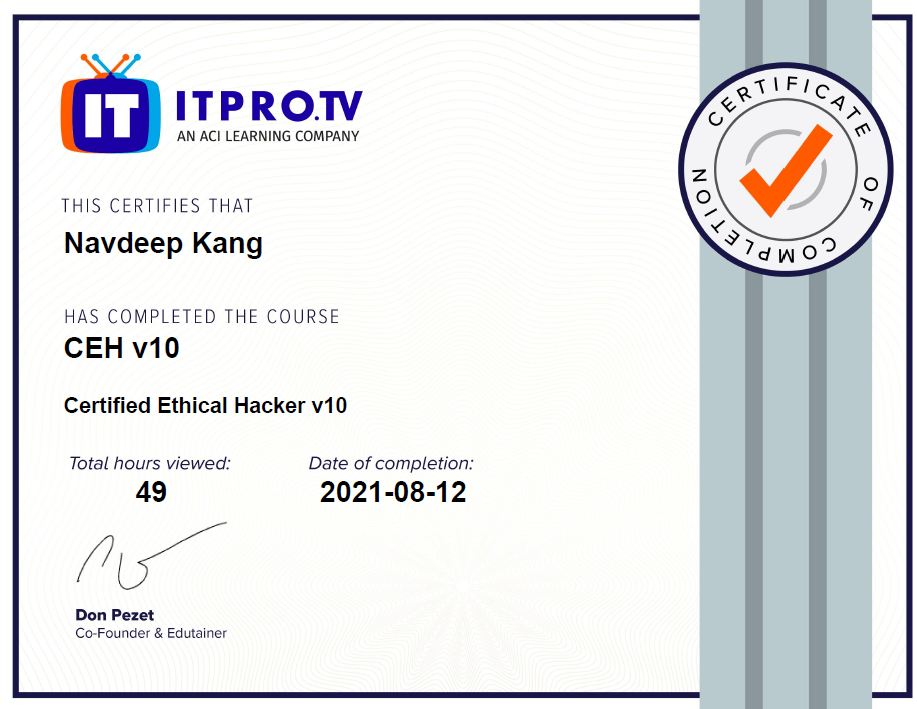 IT
ITPRO.TV
AN ACI LEARNING COMPANY
CERTIFICATE OF COMPLETION
THIS CERTIFIES THAT
Navdeep Kang
HAS COMPLETED THE COURSE
CEH v10
Certified Ethical Hacker v10
Total hours viewed: Date of completion:
49 2021-08-12
Don Pezet
Co-Founder & Edutainer